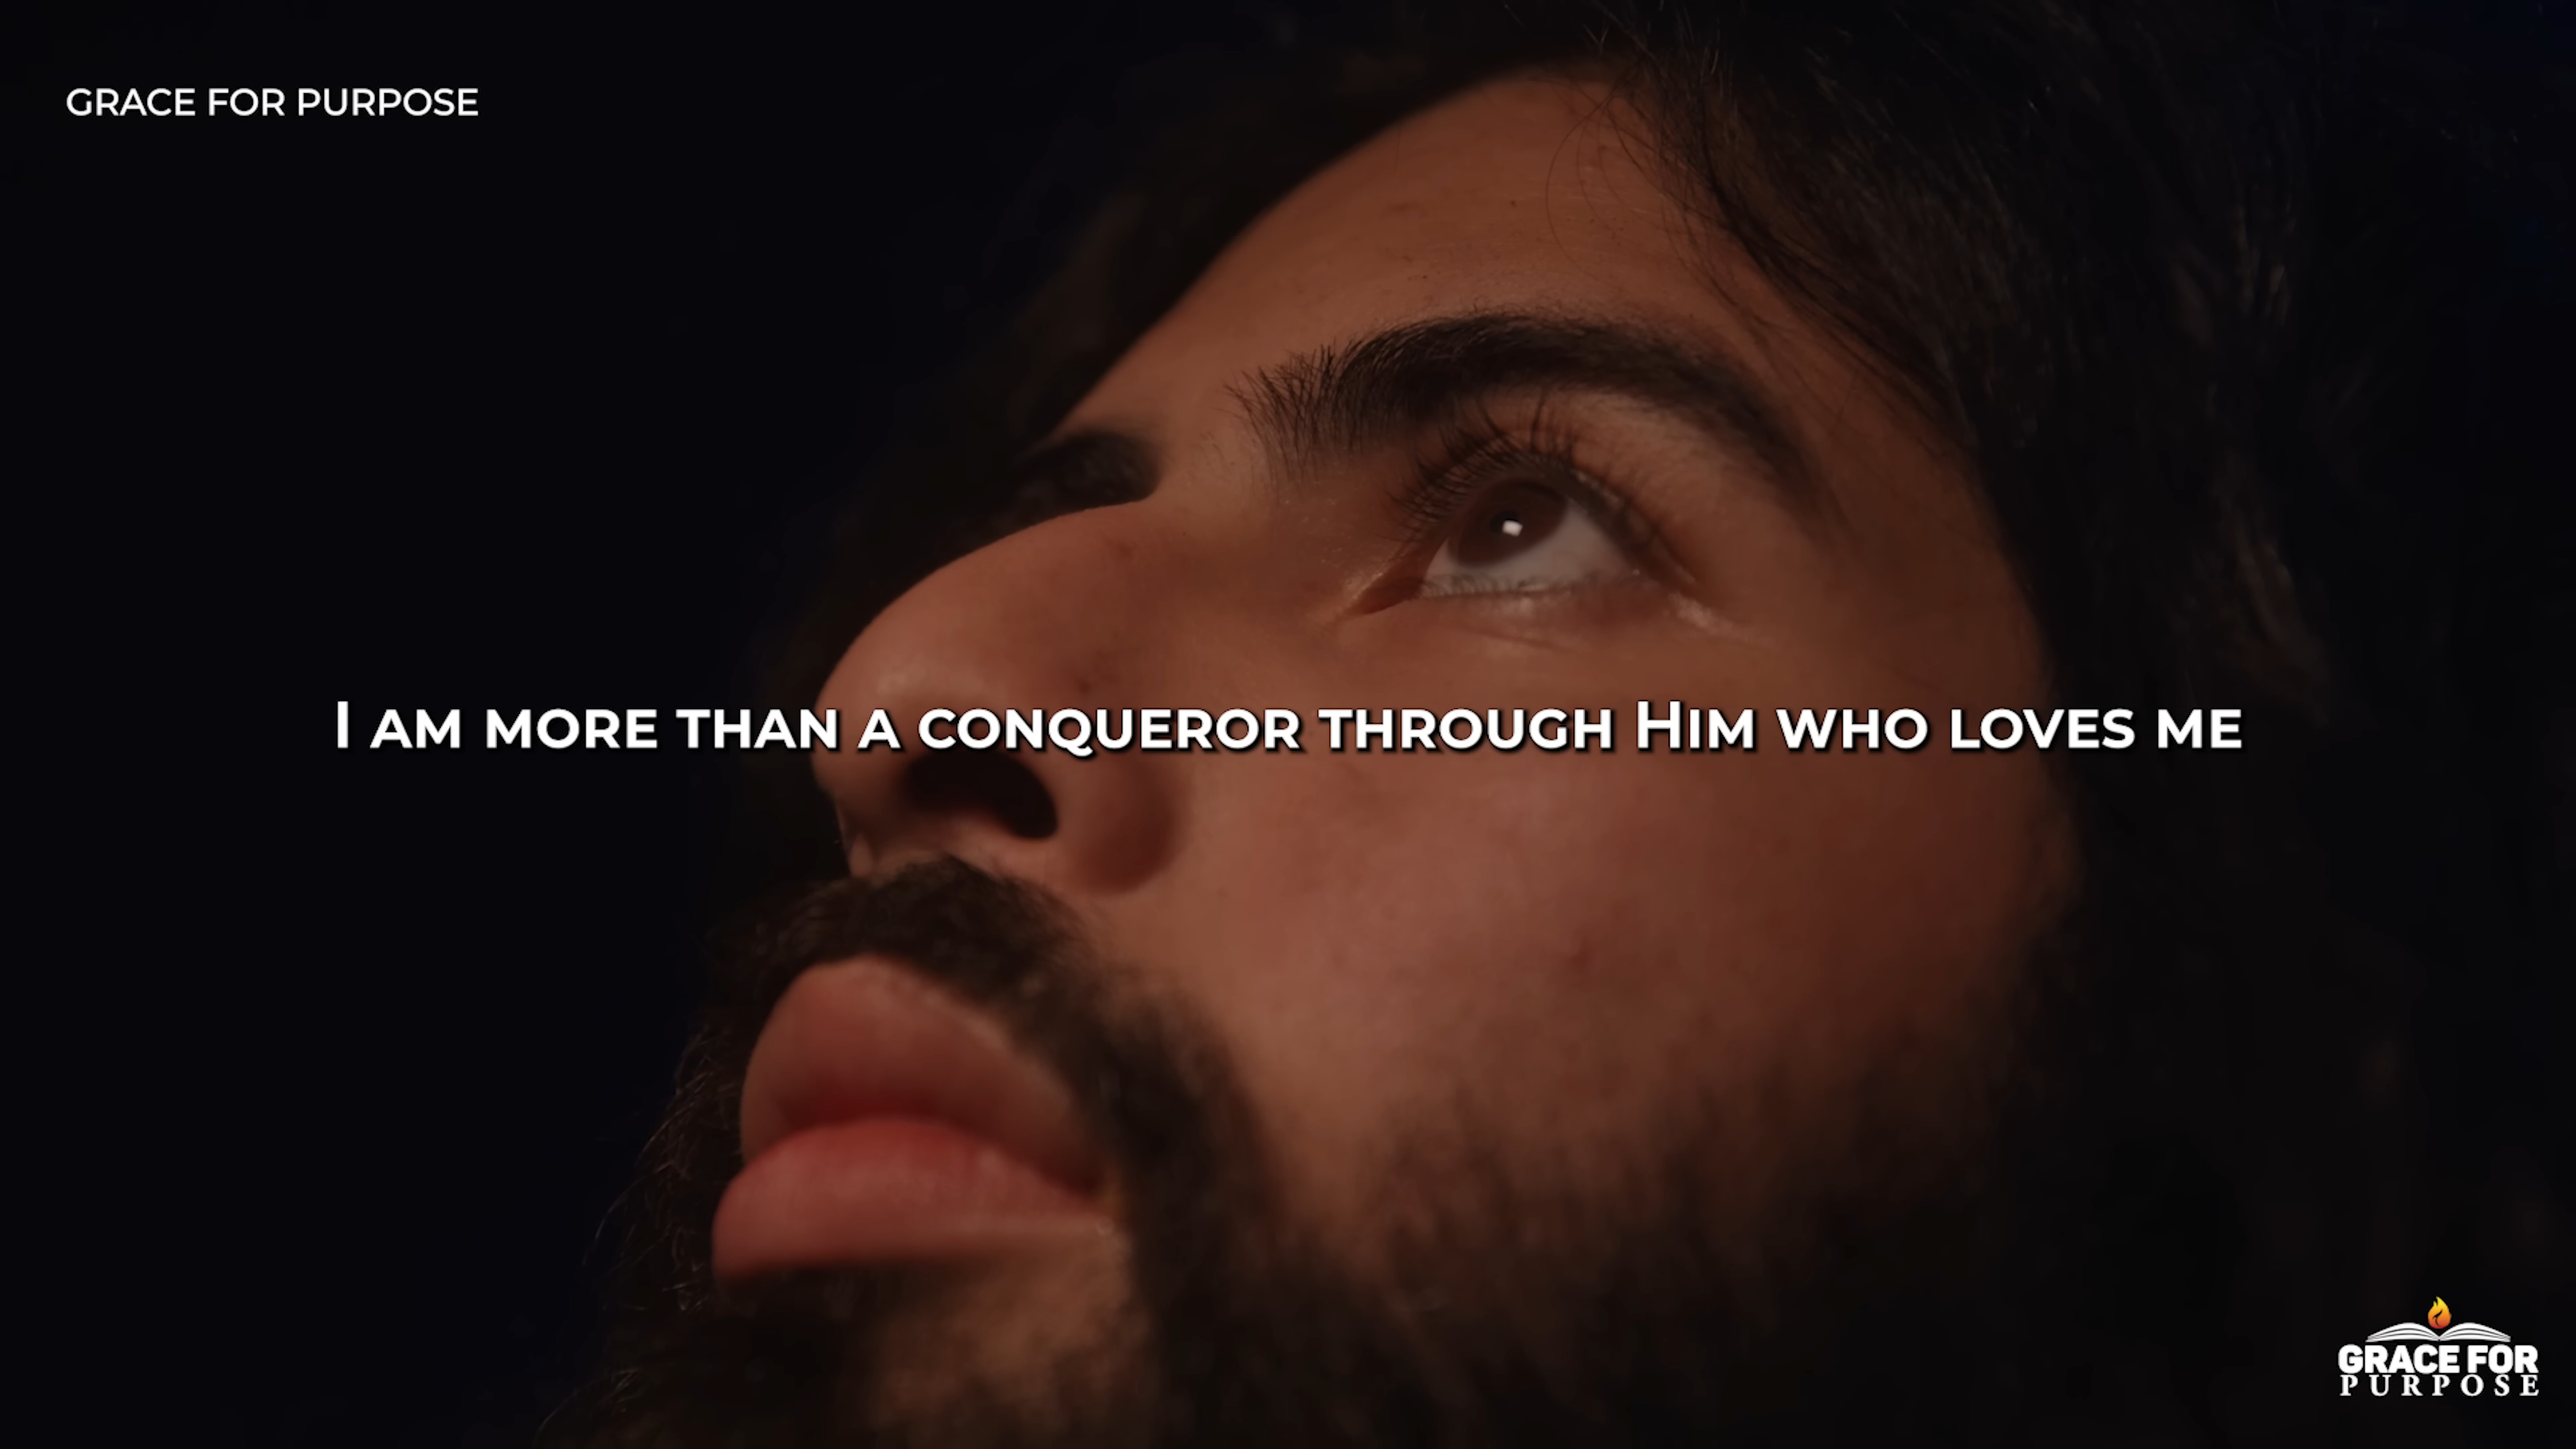 GRACE FOR PURPOSE
I AM MORE THAN A CONQUEROR THROUGH HIM WHO LOVES ME
GRACE FOR
PURPOSE